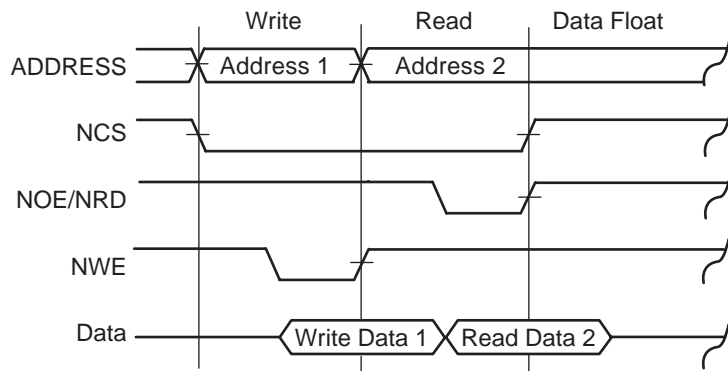 Write Read Data Float
ADDRESS Address 1 Address 2
NCS
NOE/NRD
NWE
Data Write Data 1 Read Data 2